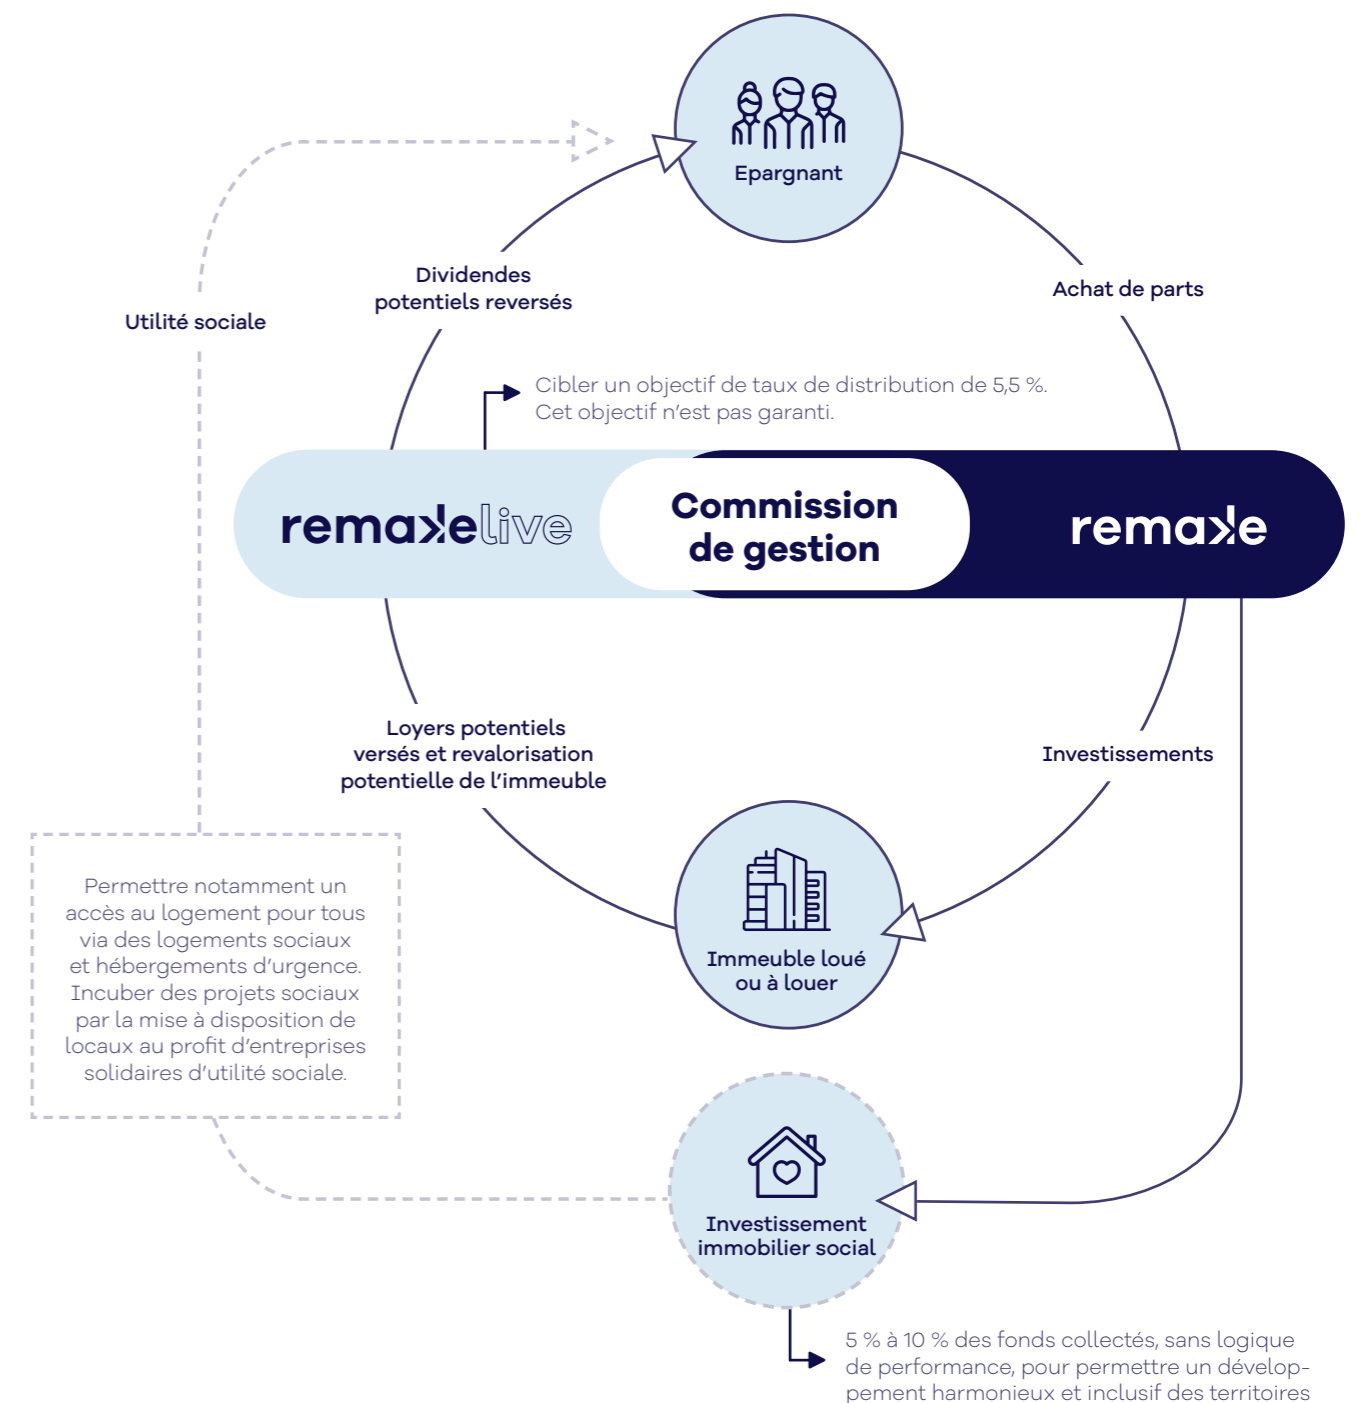 Epargnant
Dividendes
potentiels reversés
Achat de parts
Utilité sociale
Cibler un objectif de taux de distribution de 5,5 %.
Cet objectif n'est pas garanti.
remakelive
Commission
de gestion
remake
Loyers potentiels
versés et revalorisation
potentielle de l'immeuble
Investissements
Permettre notamment un
accès au logement pour tous
via des logements sociaux
et hébergements d'urgence.
Incuber des projets sociaux
par la mise à disposition de
locaux au profit d'entreprises
solidaires d'utilité sociale.
Immeuble loué
ou à louer
Investissement
immobilier social
5 % à 10 % des fonds collectés, sans logique
de performance, pour permettre un dévelop-
pement harmonieux et inclusif des territoires